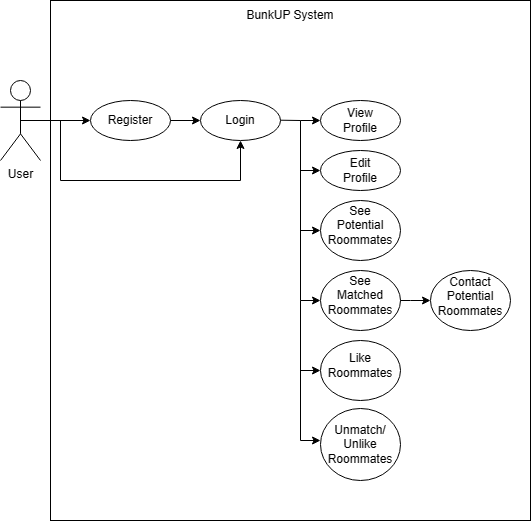 BunkUP System
User
Register
Login
View
Profile
Edit
Profile
See
Potential
Roommates
See
Matched
Roommates
Contact
Potential
Roommates
Like
Roommates
Unmatch/
Unlike
Roommates